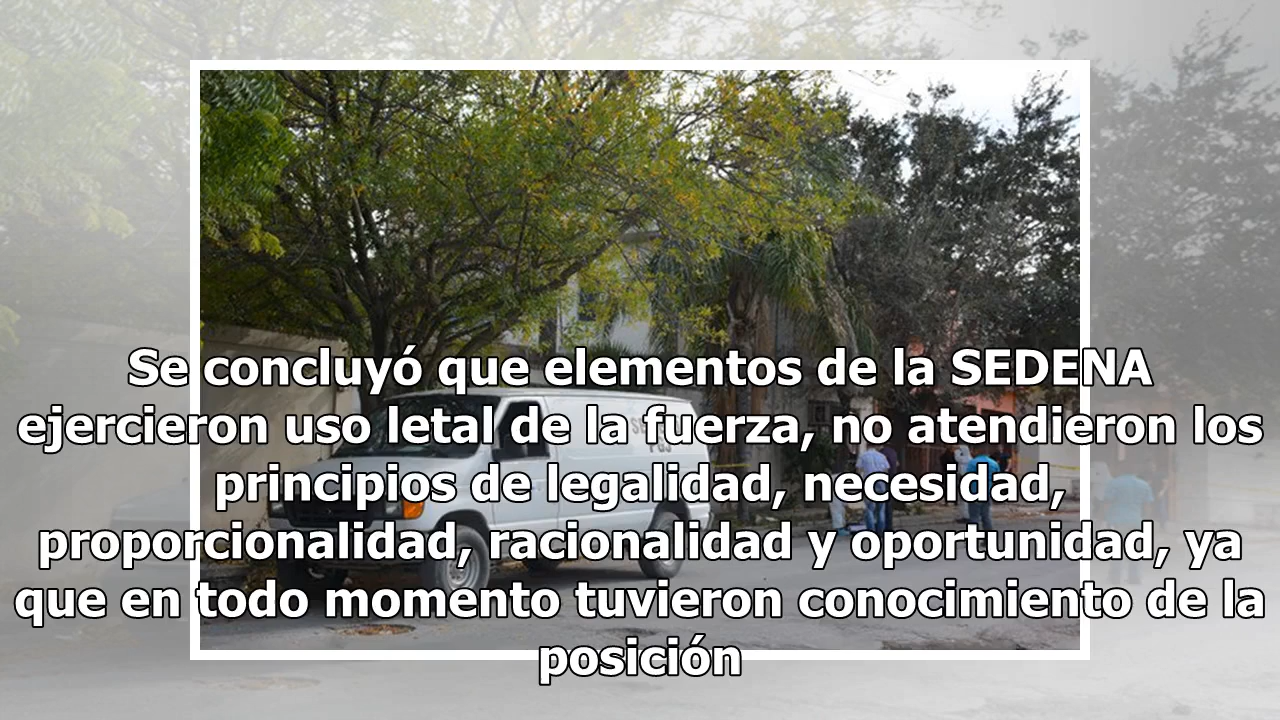 Se concluyó que elementos de la SEDENA
ejercieron uso letal de la fuerza, no atendieron los
principios de legalidad, necesidad,
proporcionalidad, racionalidad y oportunidad, ya
que en todo momento tuvieron conocimiento de la
posición